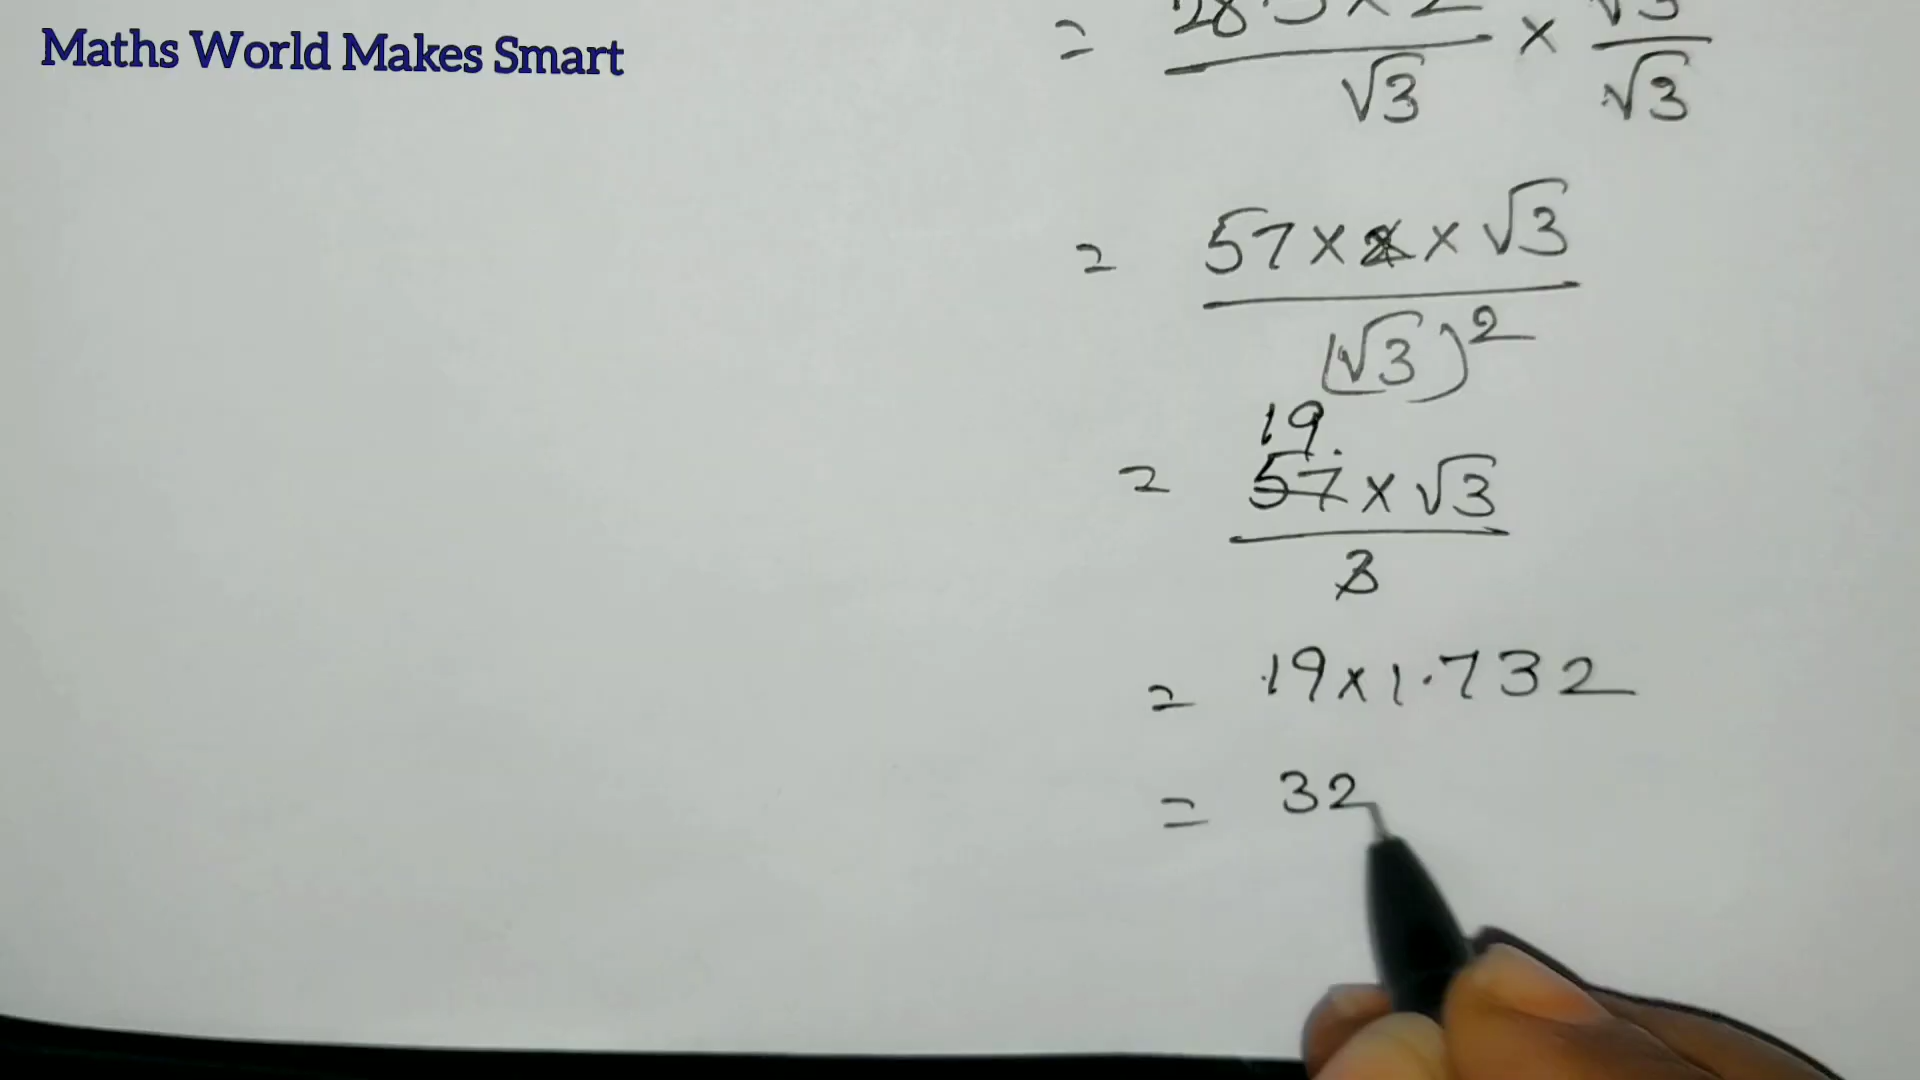 Maths World Makes Smart
= 28.5 × 2 / √3 × √3 / √3
= 57 × × √3 / (√3)²
19
= 57 × √3 / 3
= 19 × 1.732
= 32